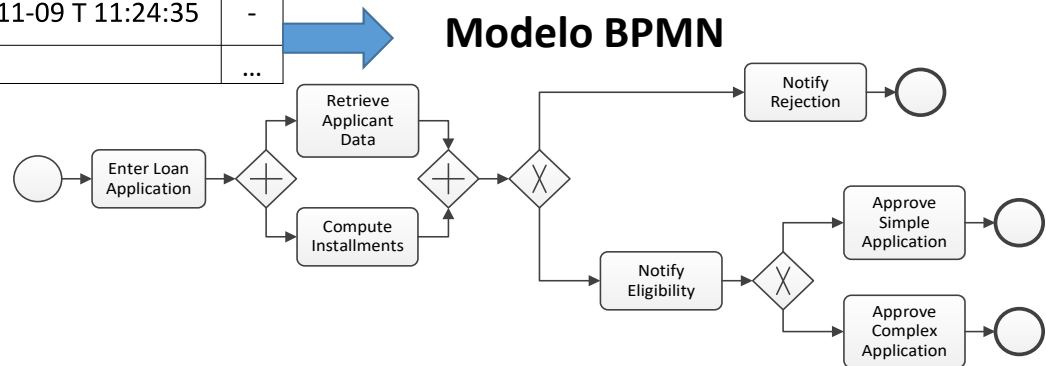 11-09 T 11:24:35 -
...
Modelo BPMN
Enter Loan
Application
Retrieve
Applicant
Data
Compute
Installments
Notify
Rejection
Notify
Eligibility
Approve
Simple
Application
Approve
Complex
Application